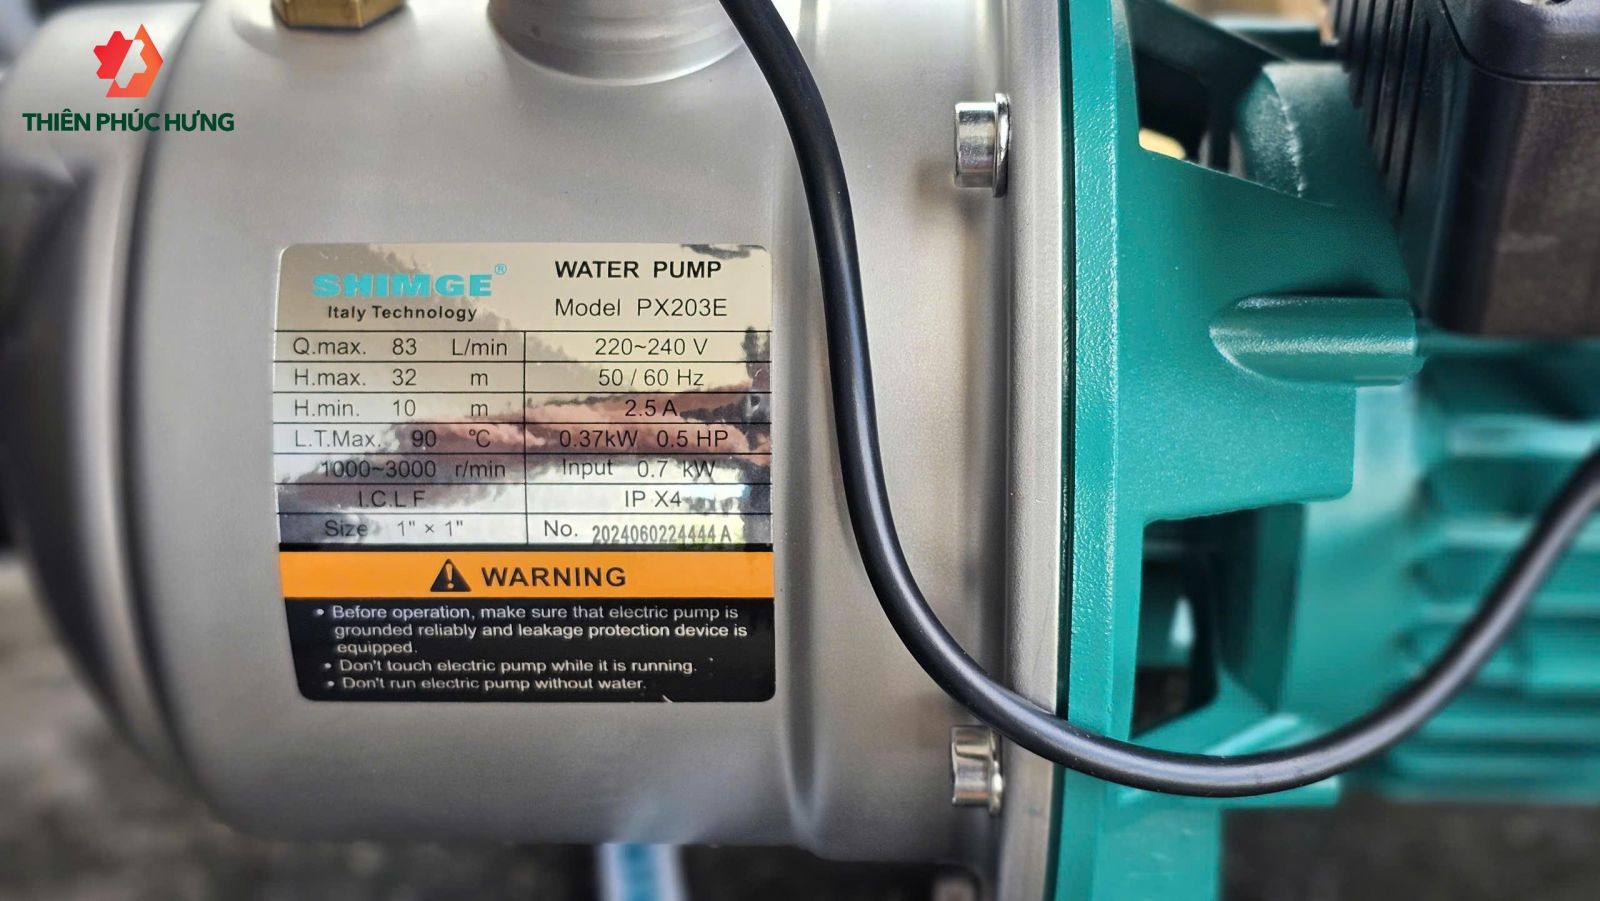 THIÊN PHÚC HƯNG
SHIMGE®
Italy Technology
WATER PUMP
Model PX203E
Q.max. 83 L/min 220~240 V
H.max. 32 m 50 / 60 Hz
H.min. 10 m 2.5 A
L.T.Max. 90 °C 0.37kW 0.5 HP
1000~3000 r/min Input 0.7 kW
I.C.L F IP X4
Size 1" × 1" No. 2024060224444 A
WARNING
• Before operation, make sure that electric pump is
grounded reliably and leakage protection device is
equipped.
• Don't touch electric pump while it is running.
• Don't run electric pump without water.